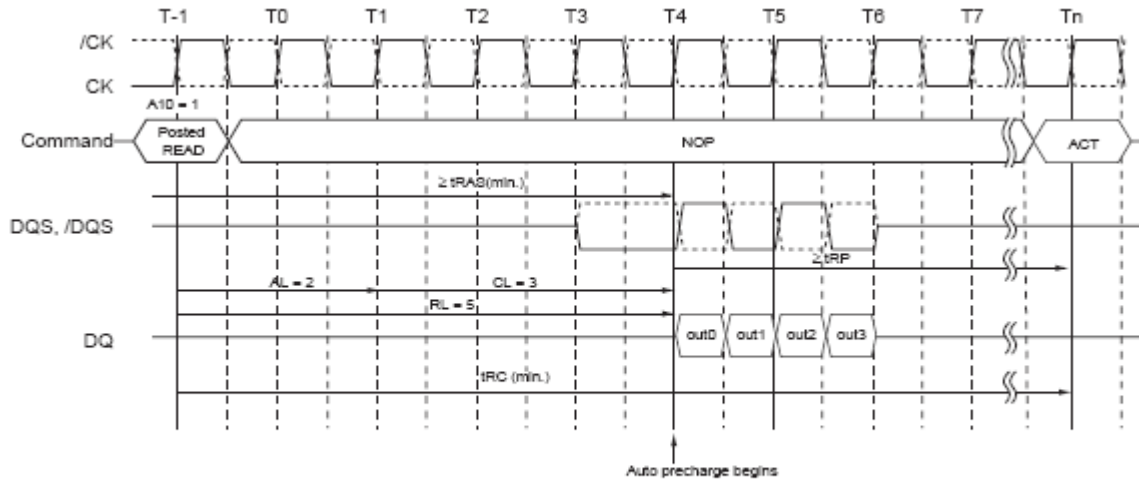 T-1 T0 T1 T2 T3 T4 T5 T6 T7 Tn
/CK
CK
A10 = 1
Command
Posted
READ
NOP
ACT
≥ tRAS(min.)
DQS, /DQS
≥ tRP
AL = 2
CL = 3
RL = 5
DQ
out0 out1 out2 out3
tRC (min.)
Auto precharge begins